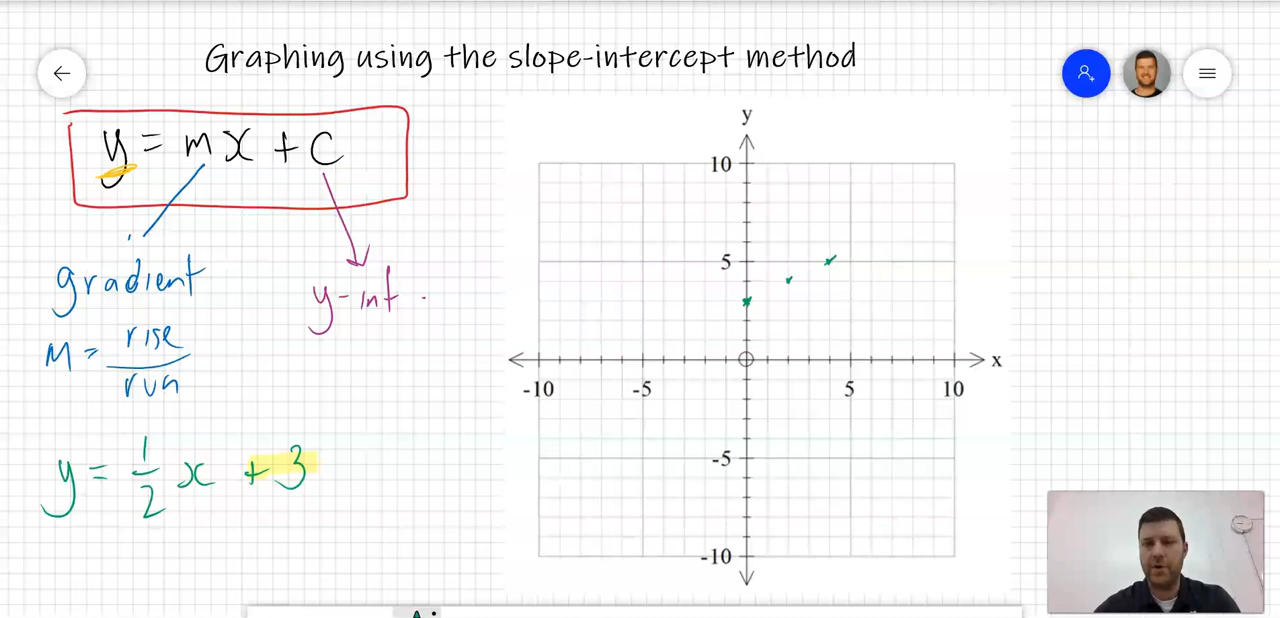 Graphing using the slope-intercept method
y = mx + c
gradient
y-int
M = rise
run
y = 1/2 x + 3
y
10
5
x
-10
-5
5
10
-5
-10